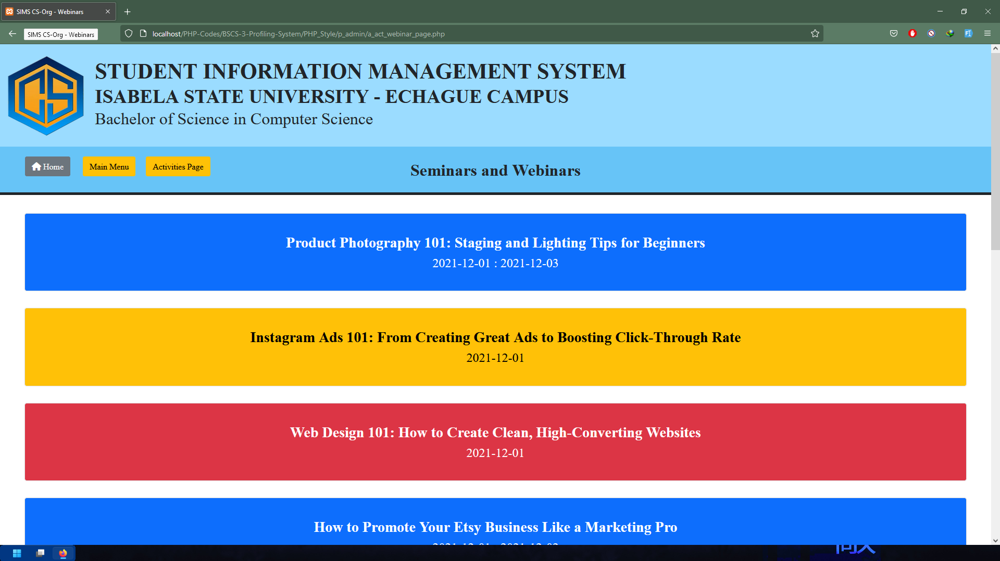 SIMS CS-Org - Webinars
SIMS CS-Org - Webinars
localhost/PHP-Codes/BSCS-3-Profiling-System/PHP_Style/p_admin/a_act_webinar_page.php
CS
STUDENT INFORMATION MANAGEMENT SYSTEM
ISABELA STATE UNIVERSITY - ECHAGUE CAMPUS
Bachelor of Science in Computer Science
Home
Main Menu
Activities Page
Seminars and Webinars
Product Photography 101: Staging and Lighting Tips for Beginners
2021-12-01 : 2021-12-03
Instagram Ads 101: From Creating Great Ads to Boosting Click-Through Rate
2021-12-01
Web Design 101: How to Create Clean, High-Converting Websites
2021-12-01
How to Promote Your Etsy Business Like a Marketing Pro